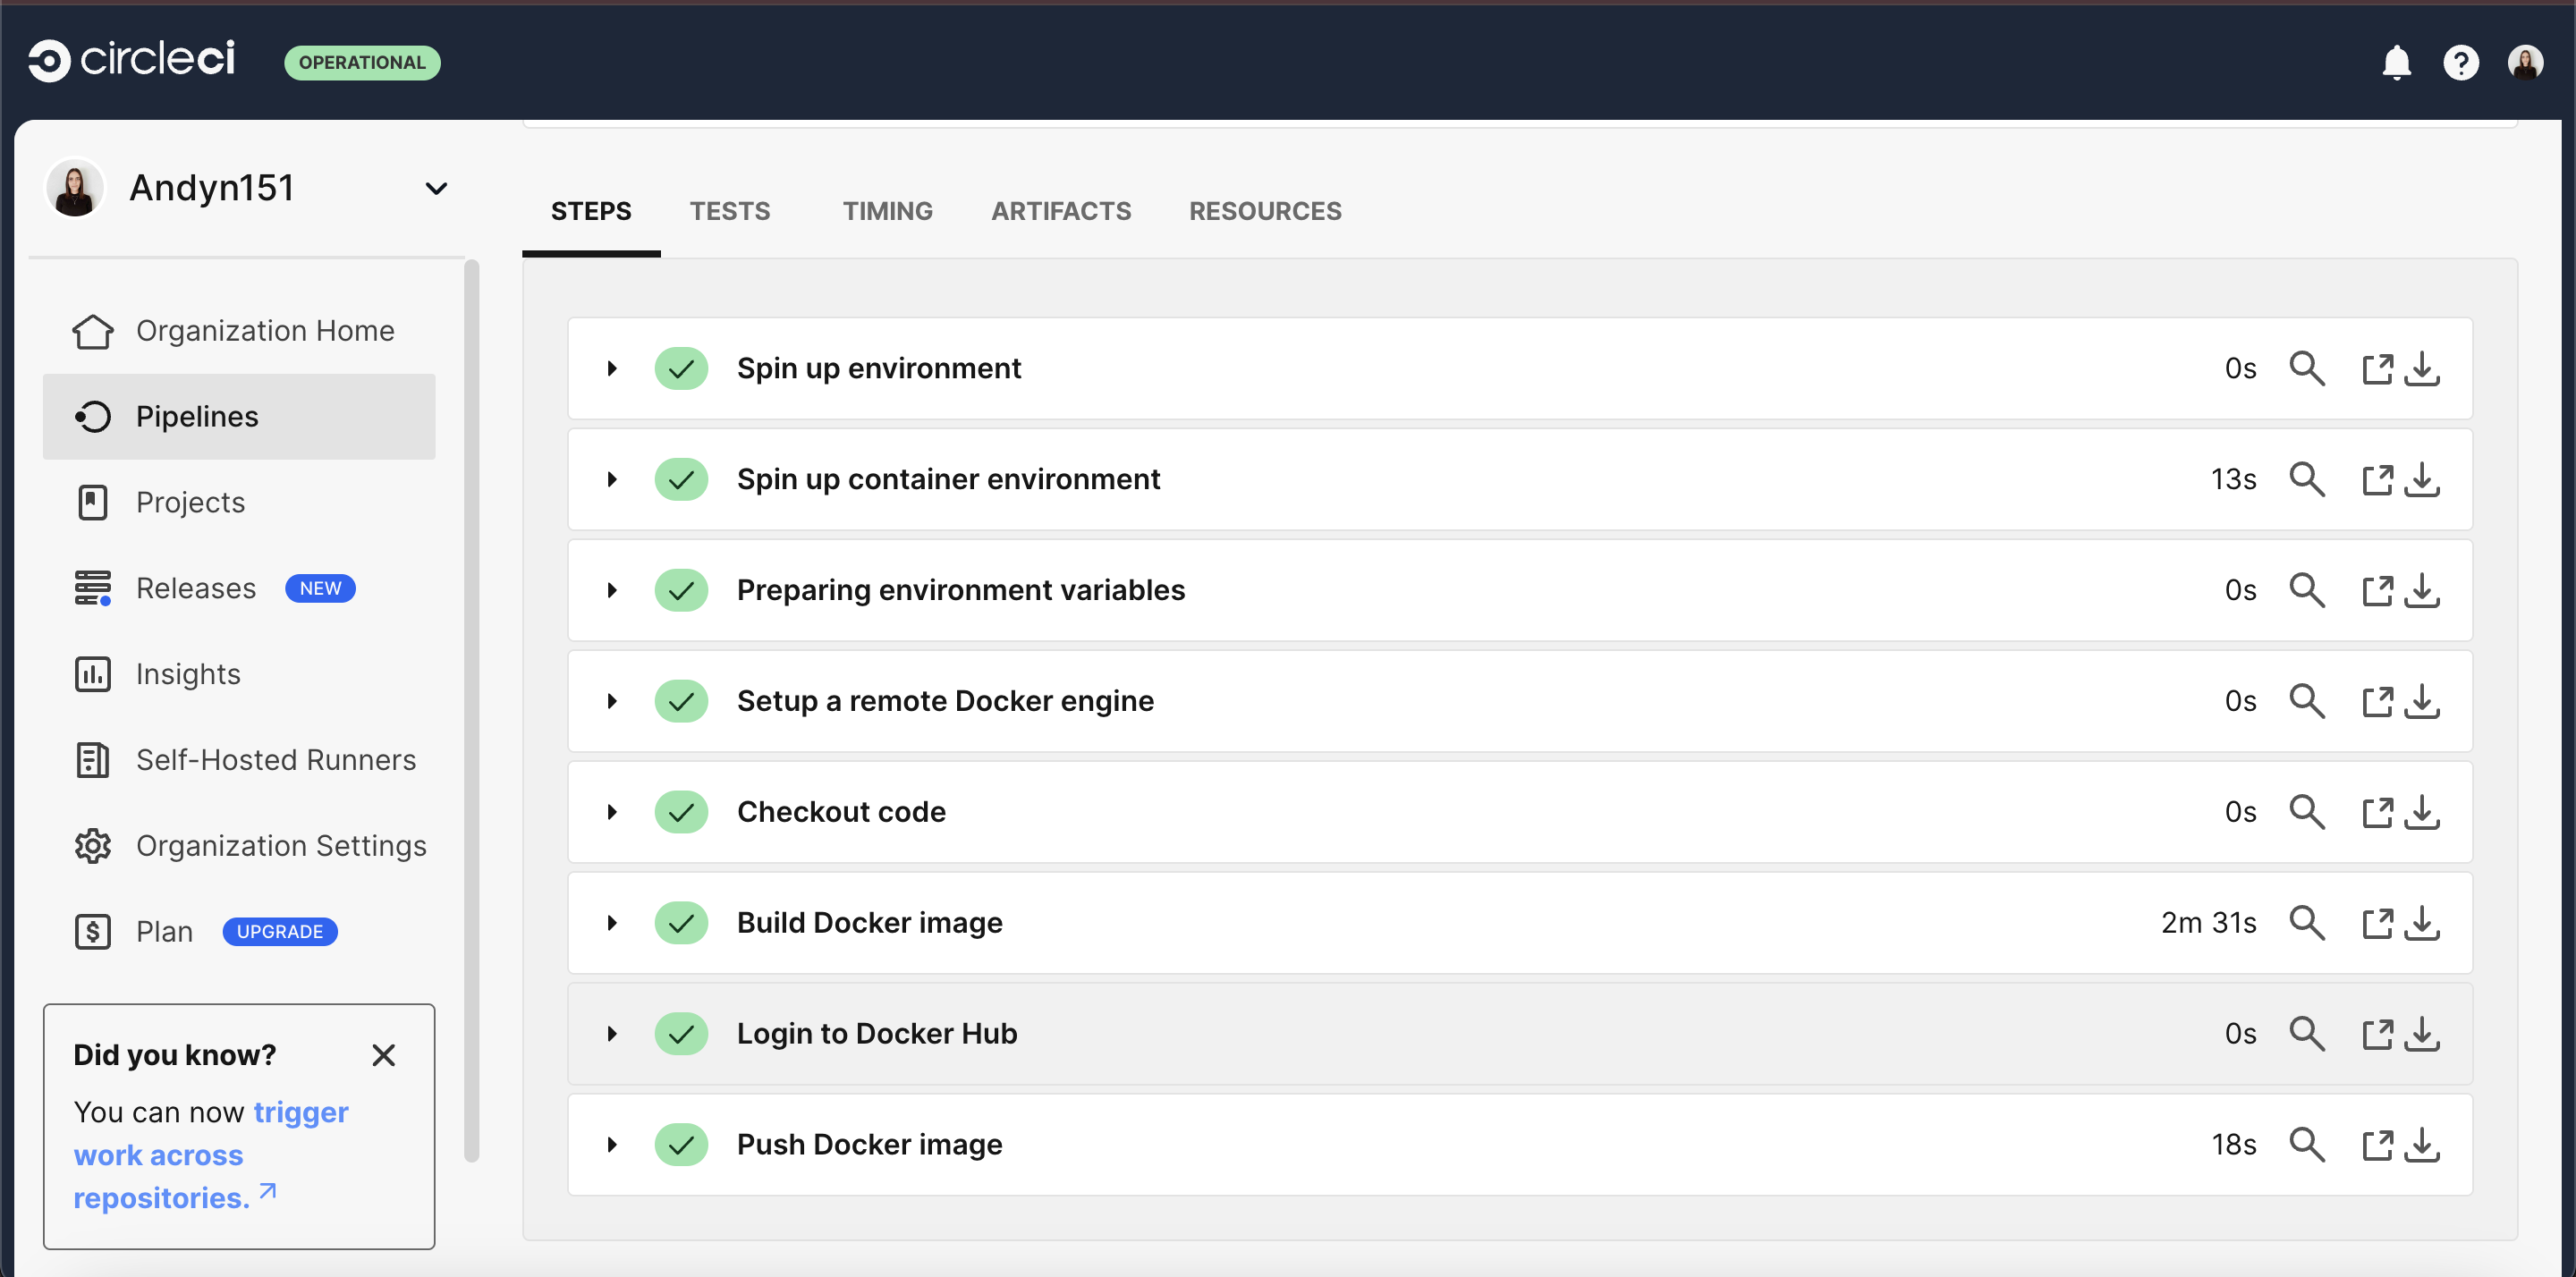 circleci
OPERATIONAL
Andyn151
Organization Home
Pipelines
Projects
Releases NEW
Insights
Self-Hosted Runners
Organization Settings
Plan UPGRADE
Did you know?
You can now trigger
work across
repositories.
STEPS TESTS TIMING ARTIFACTS RESOURCES
Spin up environment 0s
Spin up container environment 13s
Preparing environment variables 0s
Setup a remote Docker engine 0s
Checkout code 0s
Build Docker image 2m 31s
Login to Docker Hub 0s
Push Docker image 18s